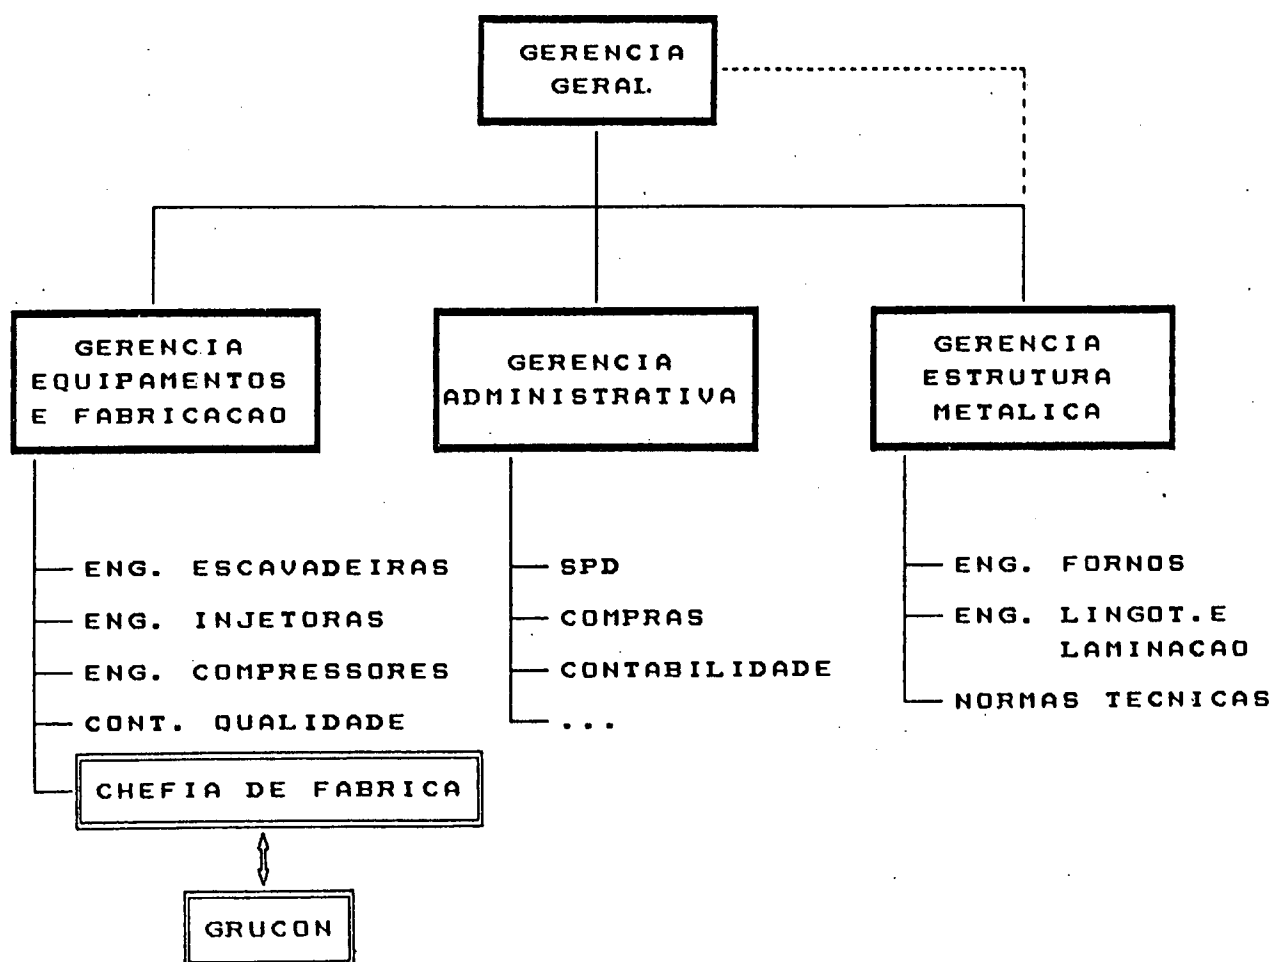 GERENCIA
GERAL
GERENCIA
EQUIPAMENTOS
E FABRICACAO
GERENCIA
ADMINISTRATIVA
GERENCIA
ESTRUTURA
METALICA
ENG. ESCAVADEIRAS
ENG. INJETORAS
ENG. COMPRESSORES
CONT. QUALIDADE
CHEFIA DE FABRICA
GRUCON
SPD
COMPRAS
CONTABILIDADE
...
ENG. FORNOS
ENG. LINGOT.E
LAMINACAO
NORMAS TECNICAS